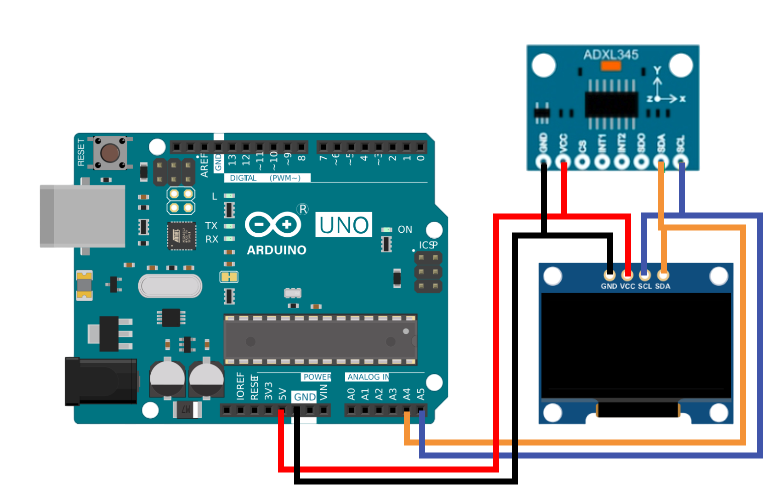 ADXL345
Y
Z X
GND VCC CS INT1 INT2 SDO SDA SCL
RESET
AREF GND 13 12 ~11 ~10 ~9 8 7 ~6 ~5 4 ~3 2 1 0
DIGITAL (PWM~)
L
TX
RX
R
UNO
ARDUINO
ON
ICSP
GND VCC SCL SDA
POWER ANALOG IN
IOREF RESE 3V3 5V GND VIN A0 A1 A2 A3 A4 A5